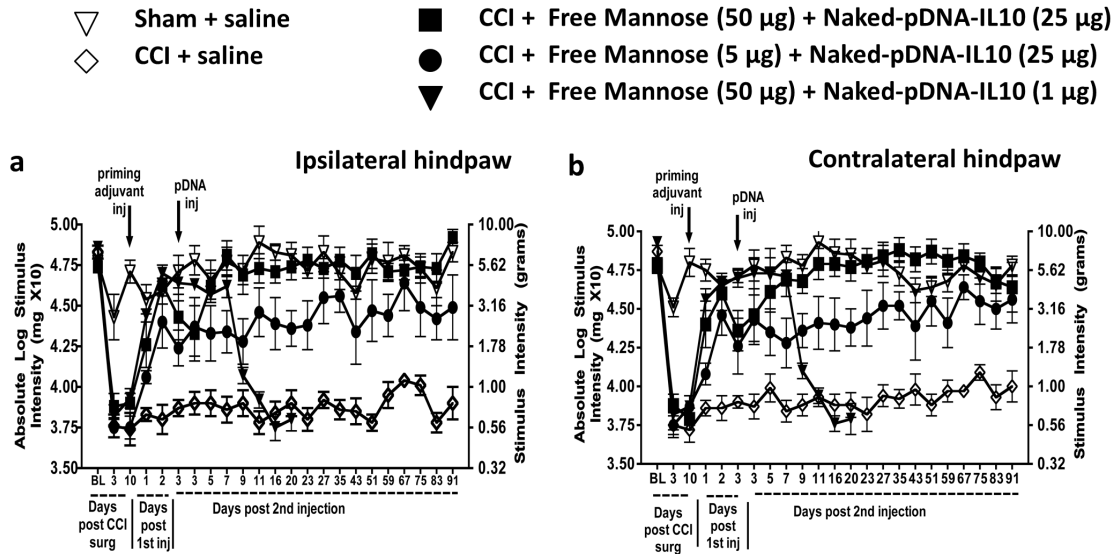 Sham + saline
CCI + saline
CCI + Free Mannose (50 µg) + Naked-pDNA-IL10 (25 µg)
CCI + Free Mannose (5 µg) + Naked-pDNA-IL10 (25 µg)
CCI + Free Mannose (50 µg) + Naked-pDNA-IL10 (1 µg)
a
Ipsilateral hindpaw
priming
adjuvant
inj
pDNA
inj
Absolute Log Stimulus
Intensity (mg X10)
5.00
4.75
4.50
4.25
4.00
3.75
3.50
10.00
5.62
3.16
1.78
1.00
0.56
0.32
Stimulus Intensity (grams)
BL 3 10 1 2 3 3 5 7 9 11 16 20 23 27 35 43 51 59 67 75 83 91
Days
post CCI
surg
Days
post
1st inj
Days post 2nd injection
b
Contralateral hindpaw
priming
adjuvant
inj
pDNA
inj
Absolute Log Stimulus
Intensity (mg X10)
5.00
4.75
4.50
4.25
4.00
3.75
3.50
10.00
5.62
3.16
1.78
1.00
0.56
0.32
Stimulus Intensity (grams)
BL 3 10 1 2 3 3 5 7 9 11 16 20 23 27 35 43 51 59 67 75 83 91
Days
post CCI
surg
Days
post
1st inj
Days post 2nd injection